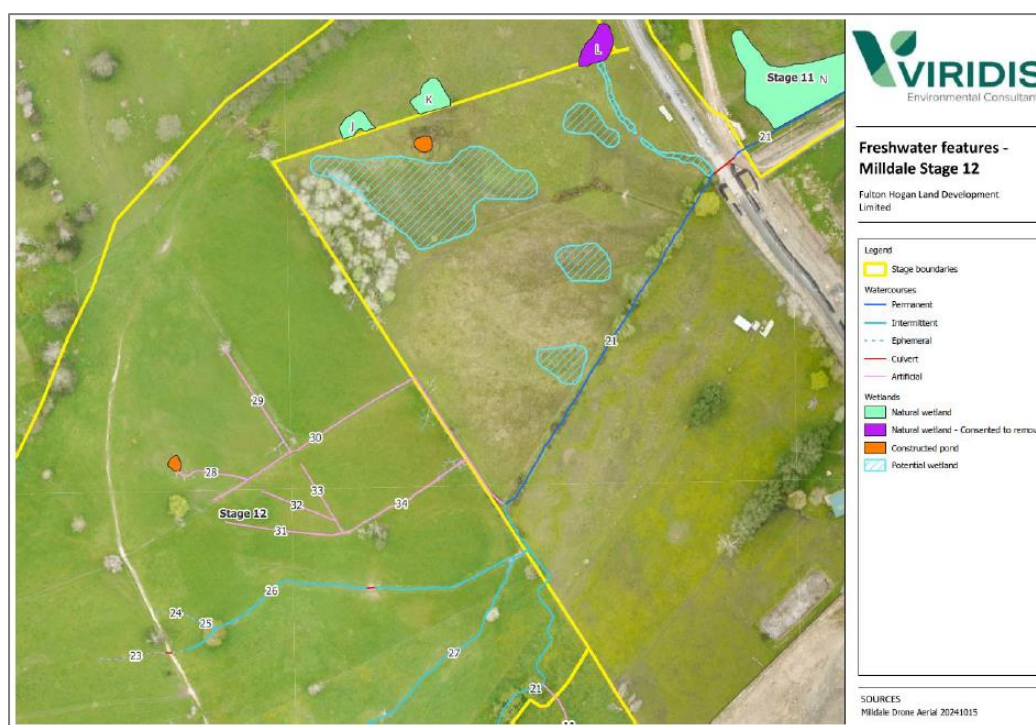 VIRIDIS
Environmental Consultant
Freshwater features -
Milldale Stage 12
Fulton Hogan Land Development
Limited
Legend
Stage boundaries
Watercourses
Permanent
Intermittent
Ephemeral
Culvert
Artificial
Wetlands
Natural wetland
Natural wetland - Consented to remov
Constructed pond
Potential wetland
SOURCES
Milldale Drone Aerial 20241015
L
Stage 11 N
K
J
21
21
29
30
28
33
32
34
Stage 12
31
26
24
25
23
27
21